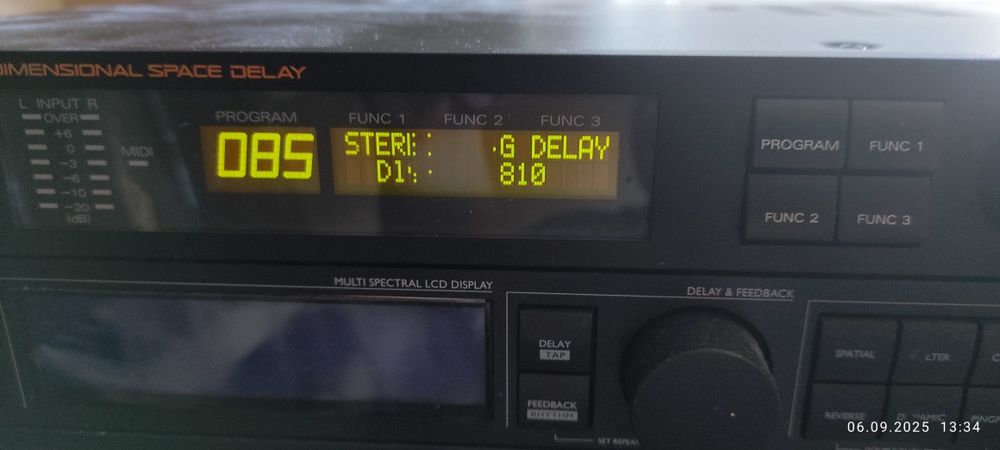 DIMENSIONAL SPACE DELAY
L INPUT R
OVER
+6
0
-3
-6
-10
-20
(dB)
MIDI
PROGRAM
085
FUNC 1 FUNC 2 FUNC 3
G DELAY
810
PROGRAM FUNC 1
FUNC 2 FUNC 3
MULTI SPECTRAL LCD DISPLAY
DELAY & FEEDBACK
DELAY
TAP
FEEDBACK
RHYTHM
SET REPEAT
SPATIAL
REVERSE
06.09.2025 13:34